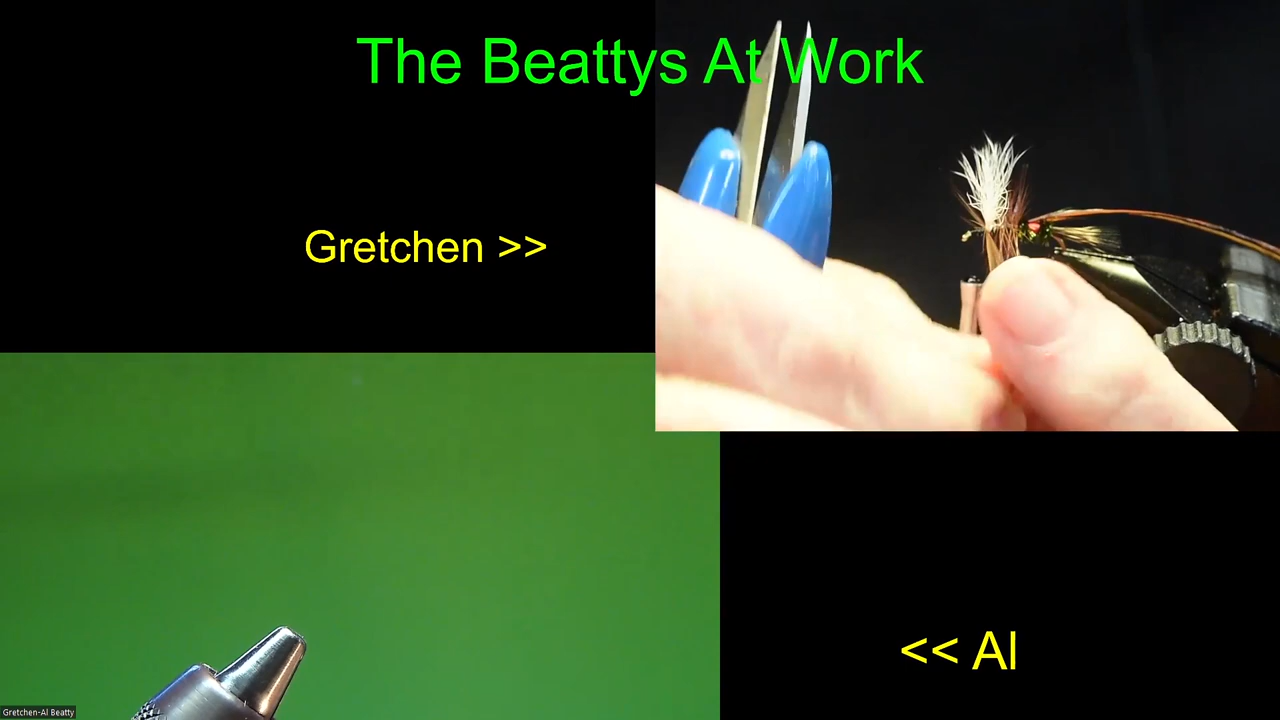 The Beattys At Work
Gretchen >>
<< Al
Gretchen-Al Beatty